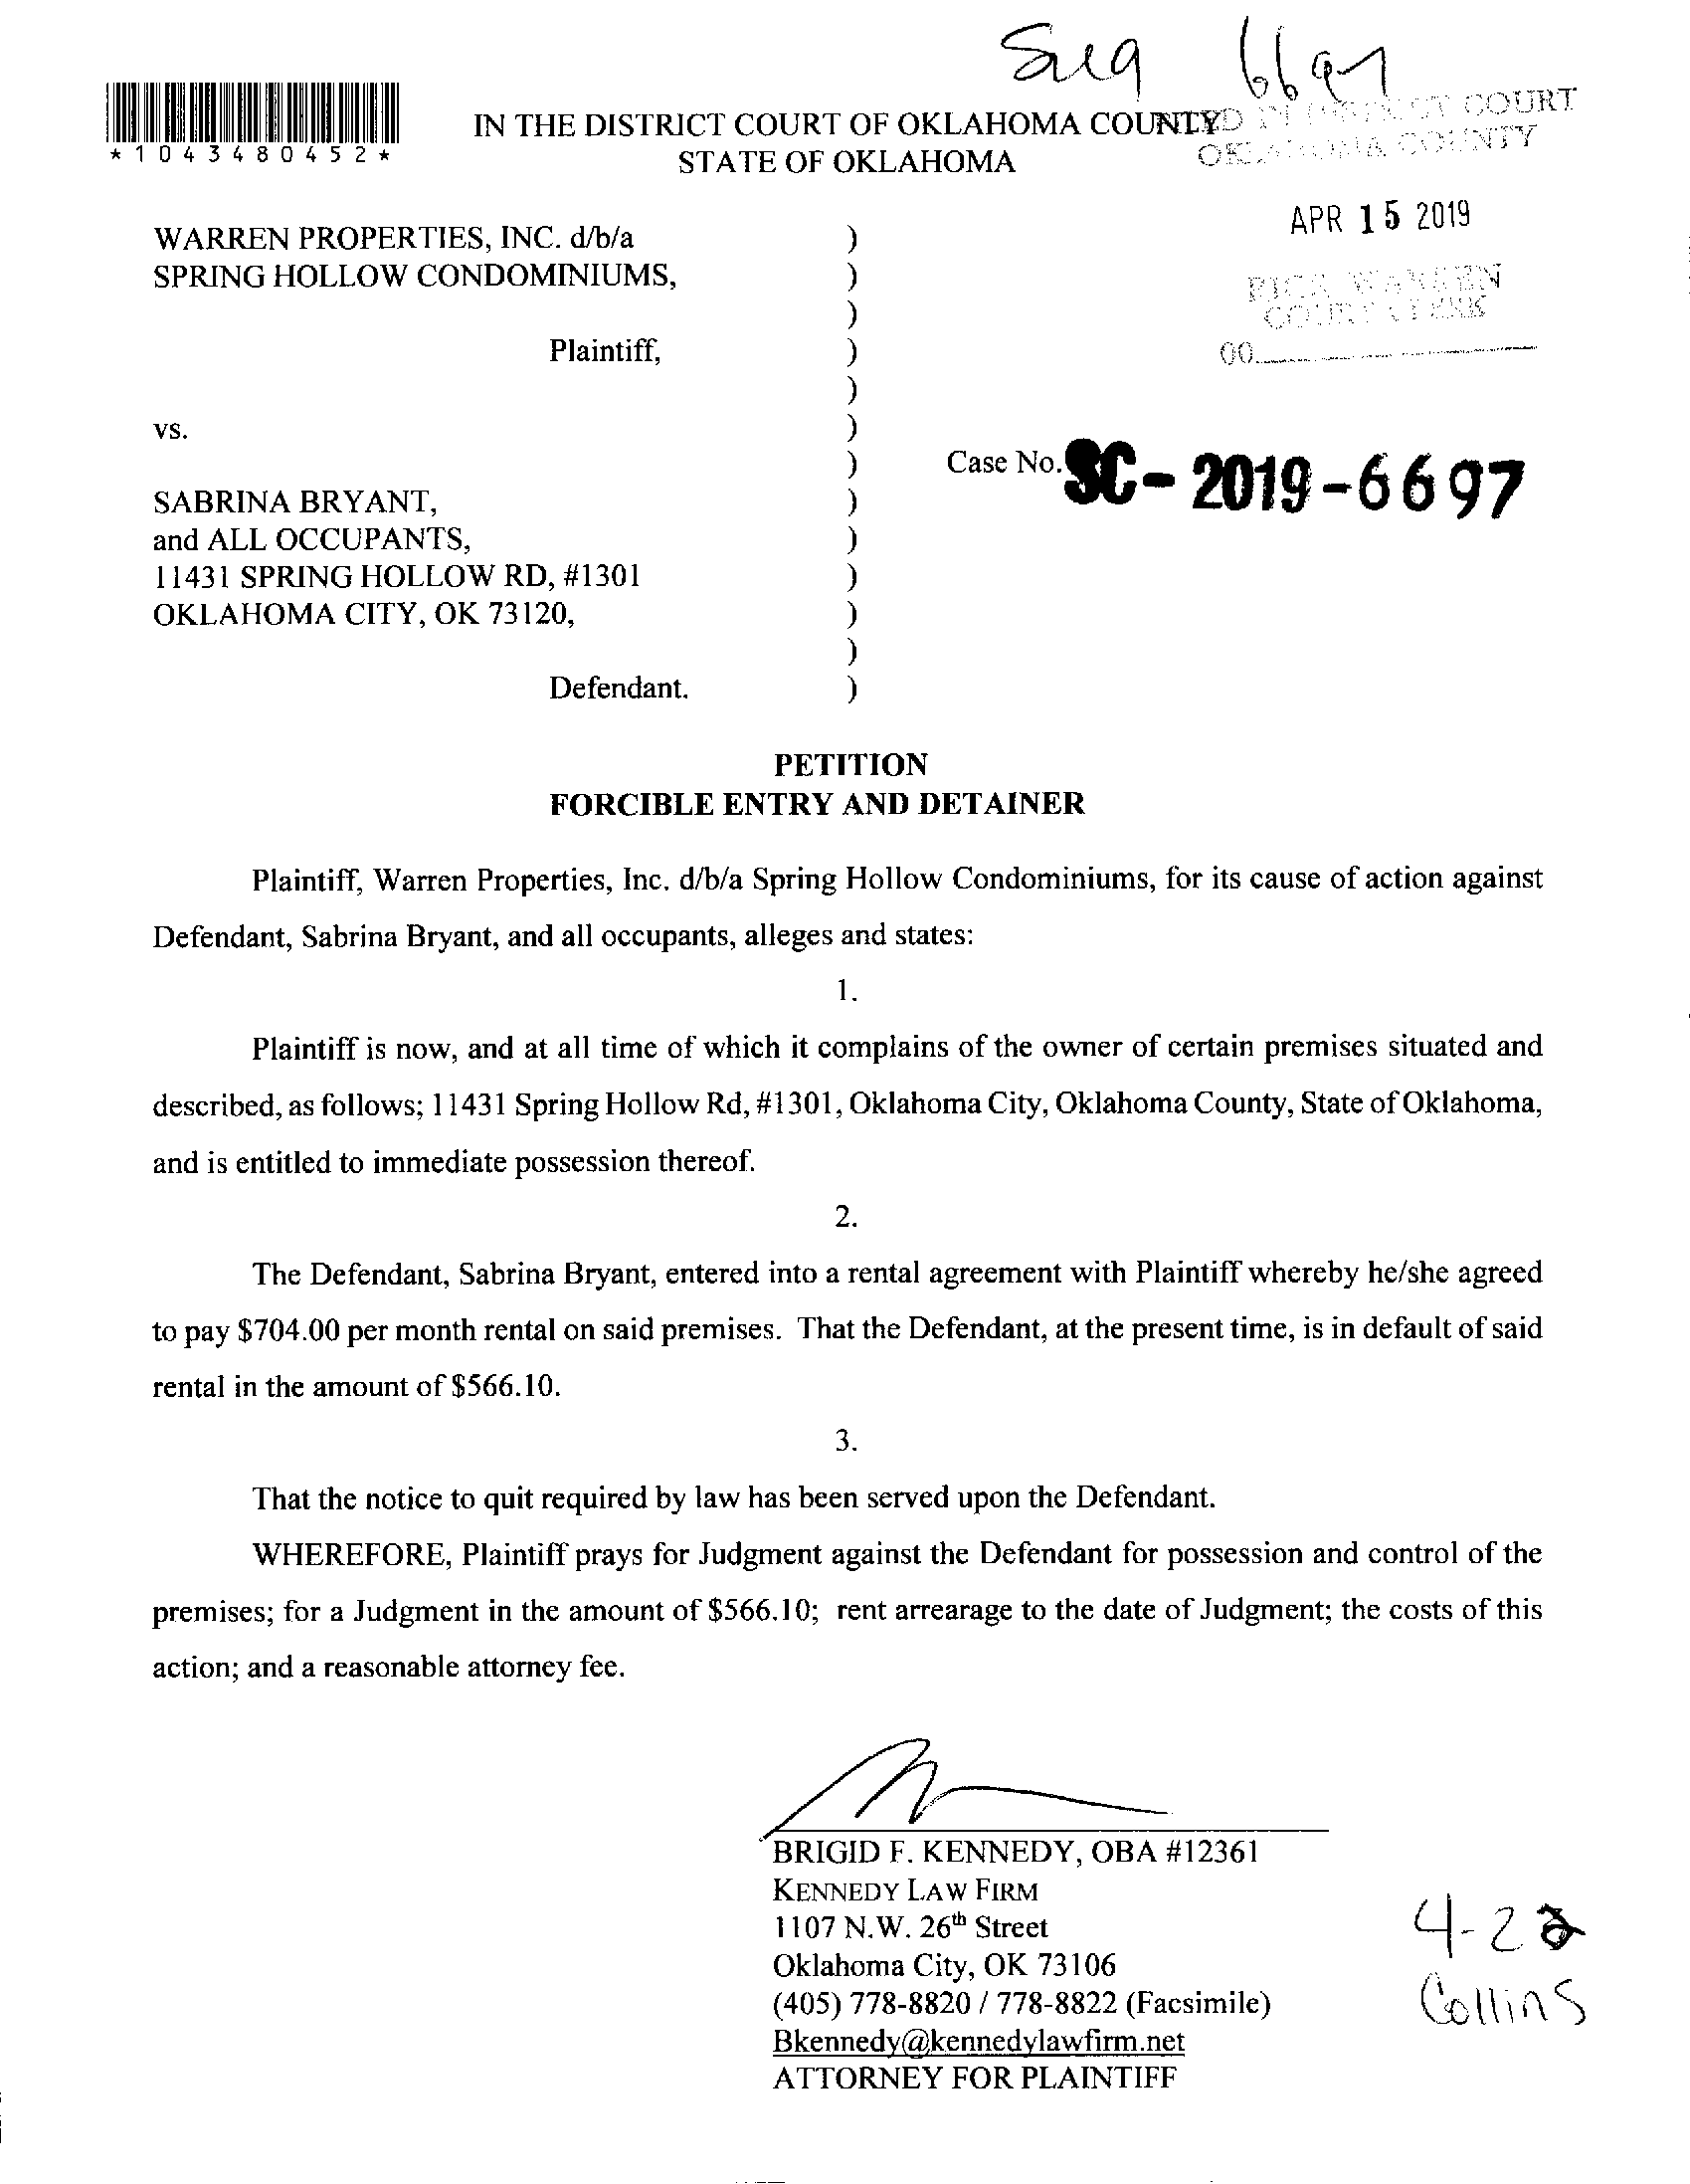 6697
IN THE DISTRICT COURT OF OKLAHOMA COUNTY
STATE OF OKLAHOMA
COURT
OKLAHOMA COUNTY
*1043480452*
APR 15 2019
RICK WARREN
COURT CLERK
WARREN PROPERTIES, INC. d/b/a )
SPRING HOLLOW CONDOMINIUMS, )
)
Plaintiff, )
)
vs. )
) Case No. SC-2019-6697
SABRINA BRYANT, )
and ALL OCCUPANTS, )
11431 SPRING HOLLOW RD, #1301 )
OKLAHOMA CITY, OK 73120, )
)
Defendant. )
PETITION
FORCIBLE ENTRY AND DETAINER
Plaintiff, Warren Properties, Inc. d/b/a Spring Hollow Condominiums, for its cause of action against
Defendant, Sabrina Bryant, and all occupants, alleges and states:
1.
Plaintiff is now, and at all time of which it complains of the owner of certain premises situated and
described, as follows; 11431 Spring Hollow Rd, #1301, Oklahoma City, Oklahoma County, State of Oklahoma,
and is entitled to immediate possession thereof.
2.
The Defendant, Sabrina Bryant, entered into a rental agreement with Plaintiff whereby he/she agreed
to pay $704.00 per month rental on said premises. That the Defendant, at the present time, is in default of said
rental in the amount of $566.10.
3.
That the notice to quit required by law has been served upon the Defendant.
WHEREFORE, Plaintiff prays for Judgment against the Defendant for possession and control of the
premises; for a Judgment in the amount of $566.10; rent arrearage to the date of Judgment; the costs of this
action; and a reasonable attorney fee.
BRIGID F. KENNEDY, OBA #12361
KENNEDY LAW FIRM
1107 N.W. 26th Street
Oklahoma City, OK 73106
(405) 778-8820 / 778-8822 (Facsimile)
Bkennedy@kennedylawfirm.net
ATTORNEY FOR PLAINTIFF
Collins